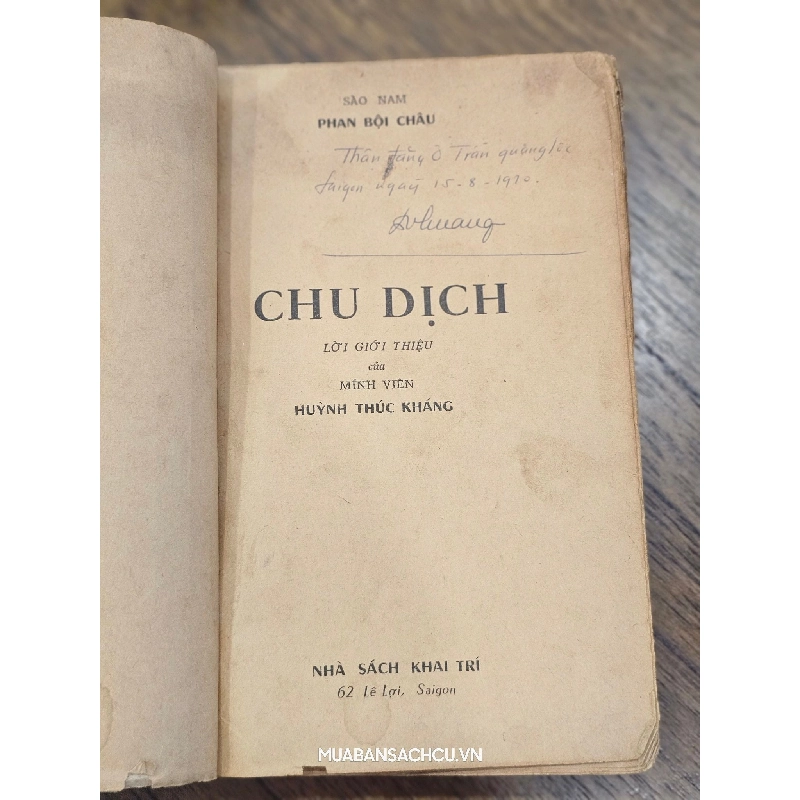 SÀO NAM
PHAN BỘI CHÂU
Thân tặng Ô Trần quảng
Saigon ngày 15-8-1970.
CHU DỊCH
LỜI GIỚI THIỆU
của
MINH VIÊN
HUỲNH THÚC KHÁNG
NHÀ SÁCH KHAI TRÍ
62 Lê Lợi, Saigon
MUABANSACHCU.VN